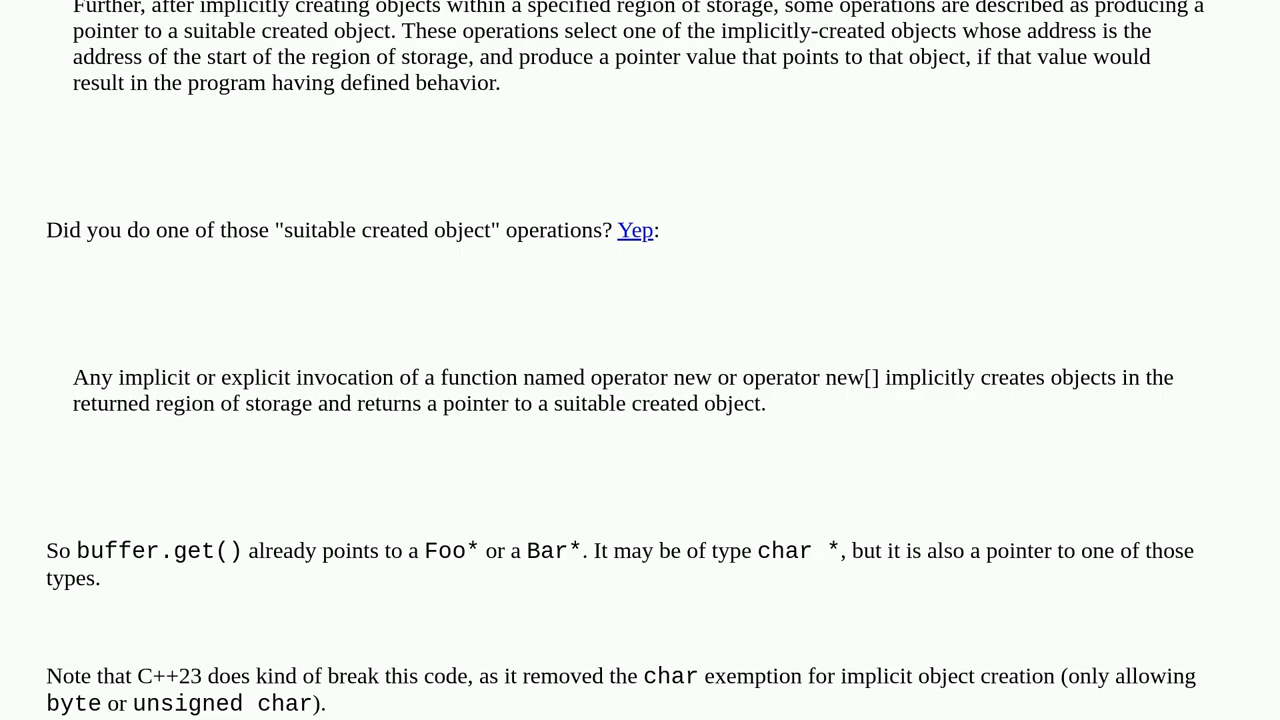 Further, after implicitly creating objects within a specified region of storage, some operations are described as producing a
pointer to a suitable created object. These operations select one of the implicitly-created objects whose address is the
address of the start of the region of storage, and produce a pointer value that points to that object, if that value would
result in the program having defined behavior.
Did you do one of those "suitable created object" operations? Yep:
Any implicit or explicit invocation of a function named operator new or operator new[] implicitly creates objects in the
returned region of storage and returns a pointer to a suitable created object.
So buffer.get() already points to a Foo* or a Bar*. It may be of type char *, but it is also a pointer to one of those
types.
Note that C++23 does kind of break this code, as it removed the char exemption for implicit object creation (only allowing
byte or unsigned char).